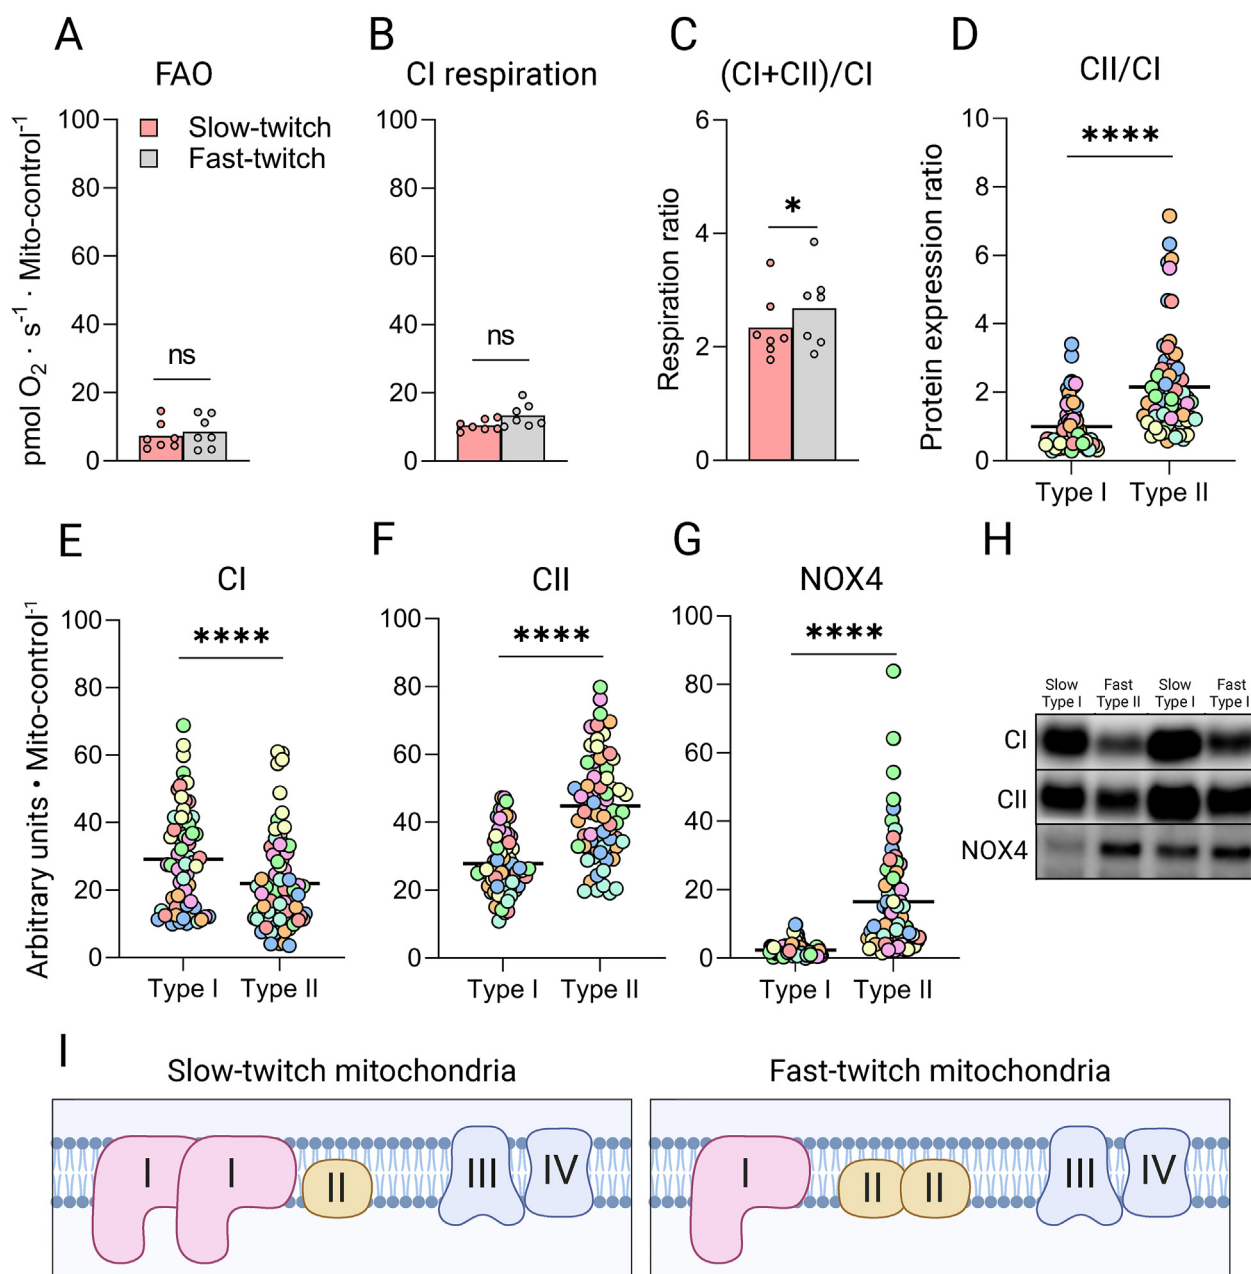 A
FAO
pmol O₂ · s⁻¹ · Mito-control⁻¹
100
80
60
40
20
0
Slow-twitch
Fast-twitch
ns
B
CI respiration
100
80
60
40
20
0
ns
C
(CI+CII)/CI
Respiration ratio
6
4
2
0
*
D
CII/CI
Protein expression ratio
10
8
6
4
2
0
****
Type I
Type II
E
CI
Arbitrary units • Mito-control⁻¹
100
80
60
40
20
0
****
Type I
Type II
F
CII
100
80
60
40
20
0
****
Type I
Type II
G
NOX4
100
80
60
40
20
0
****
Type I
Type II
H
Slow Fast Slow Fast
Type I Type II Type I Type I
CI
CII
NOX4
I
Slow-twitch mitochondria
I I II III IV
Fast-twitch mitochondria
I II II III IV